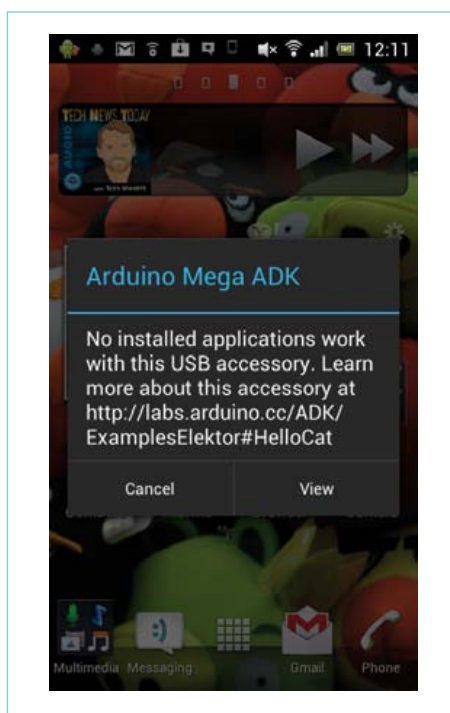 12:11
TECH NEWS TODAY
AUDIO
Arduino Mega ADK
No installed applications work
with this USB accessory. Learn
more about this accessory at
http://labs.arduino.cc/ADK/
ExamplesElektor#HelloCat
Cancel
View
Multimedia
Messaging
Gmail
Phone